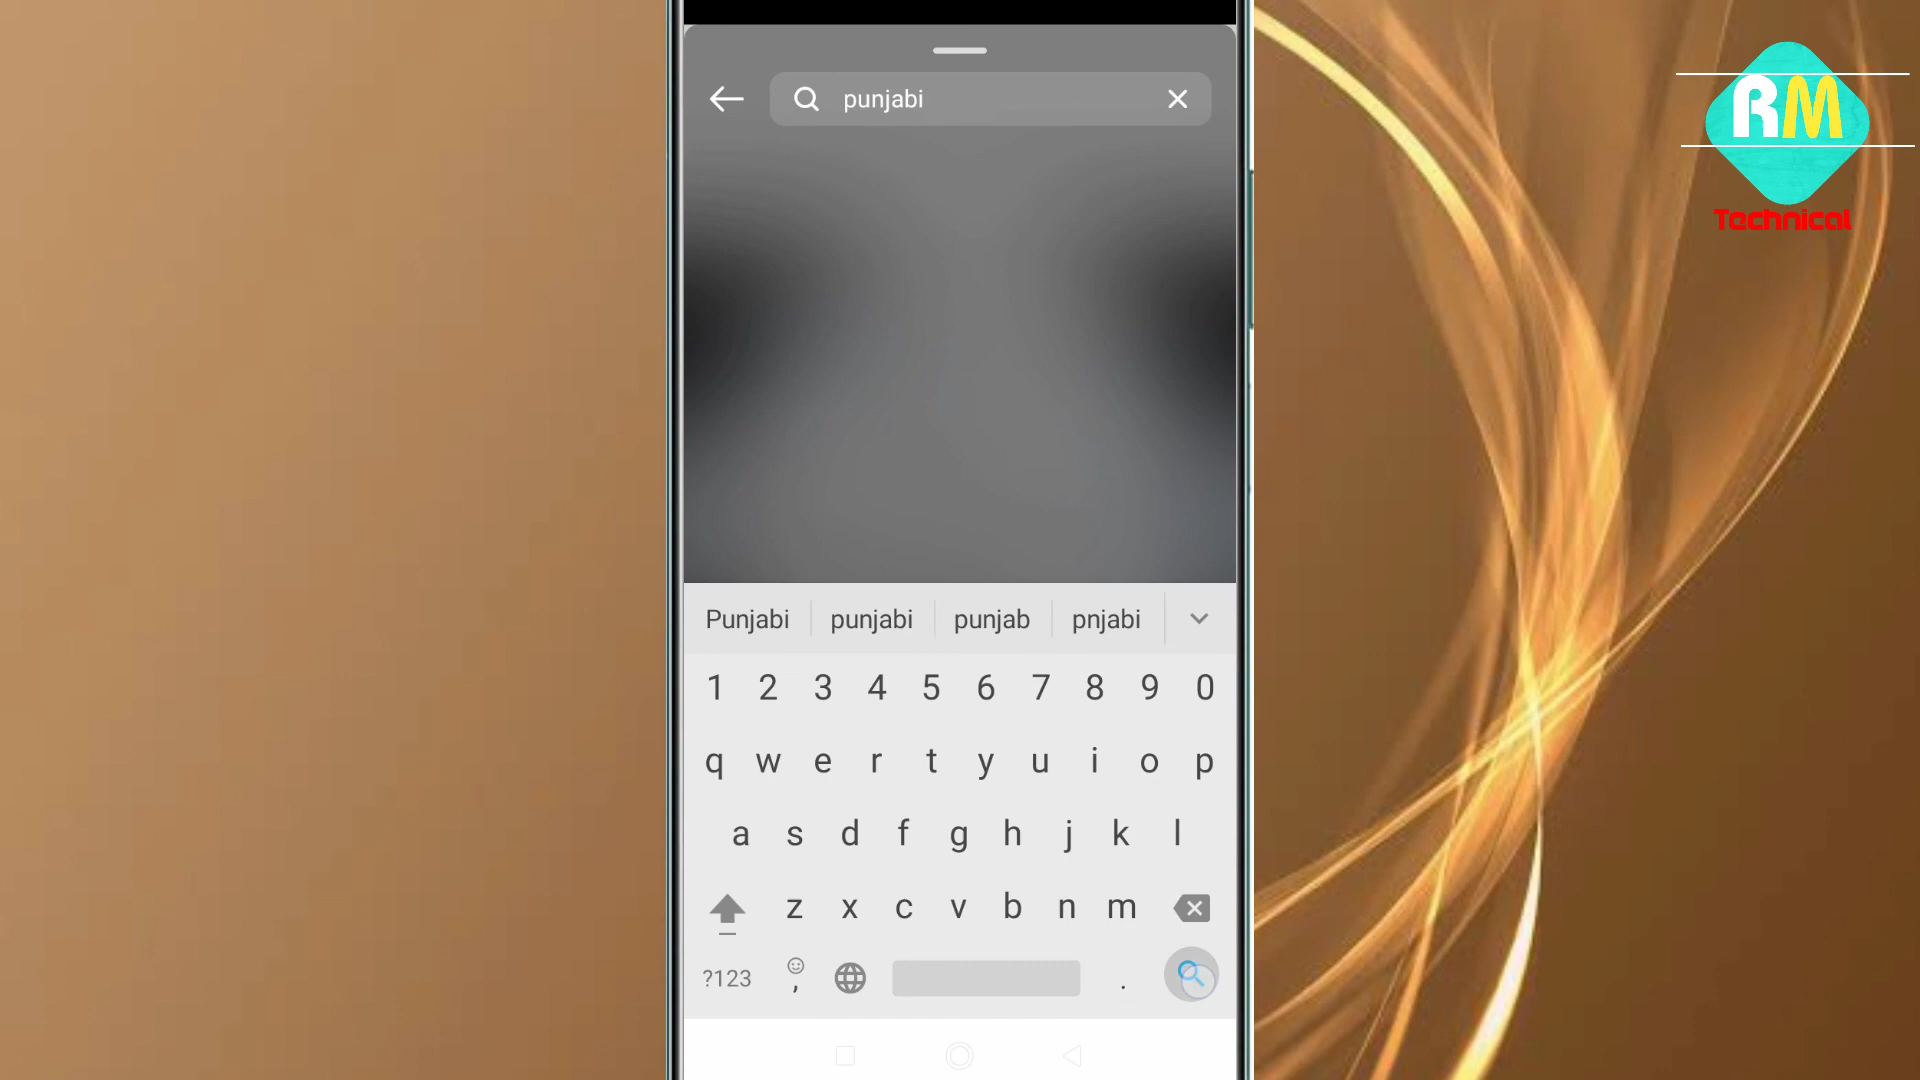 punjabi
RM
Technical
Punjabi punjabi punjab pnjabi
1 2 3 4 5 6 7 8 9 0
q w e r t y u i o p
a s d f g h j k l
z x c v b n m
?123 , .